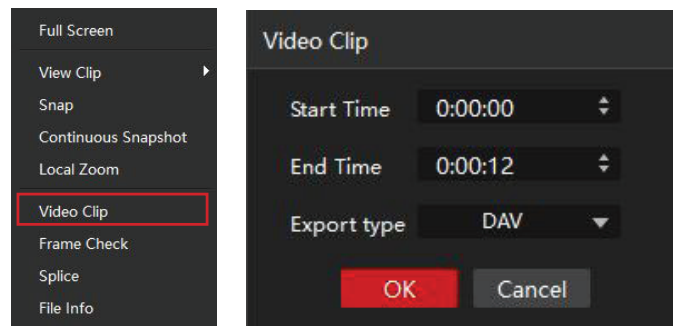 Full Screen
View Clip
Snap
Continuous Snapshot
Local Zoom
Video Clip
Frame Check
Splice
File Info
Video Clip
Start Time 0:00:00
End Time 0:00:12
Export type DAV
OK Cancel